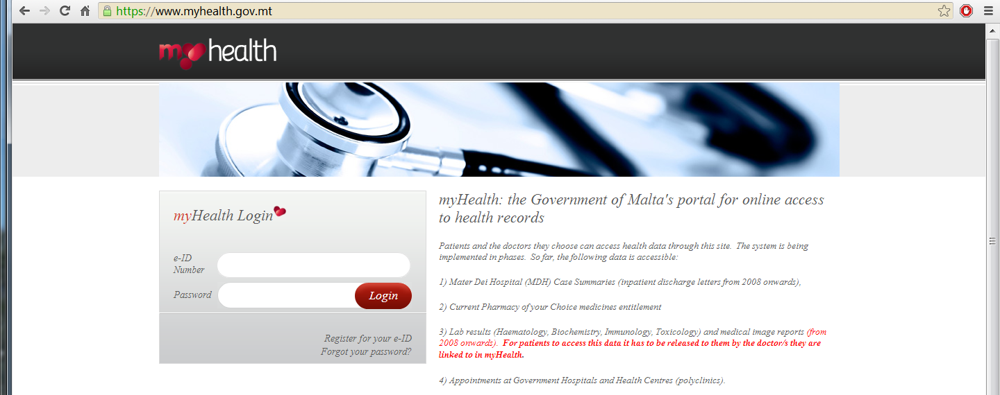 https://www.myhealth.gov.mt
my health
myHealth Login
e-ID
Number
Password
Login
Register for your e-ID
Forgot your password?
myHealth: the Government of Malta's portal for online access
to health records
Patients and the doctors they choose can access health data through this site. The system is being
implemented in phases. So far, the following data is accessible:
1) Mater Dei Hospital (MDH) Case Summaries (inpatient discharge letters from 2008 onwards),
2) Current Pharmacy of your Choice medicines entitlement
3) Lab results (Haematology, Biochemistry, Immunology, Toxicology) and medical image reports (from
2008 onwards). For patients to access this data it has to be released to them by the doctor/s they are
linked to in myHealth.
4) Appointments at Government Hospitals and Health Centres (polyclinics).